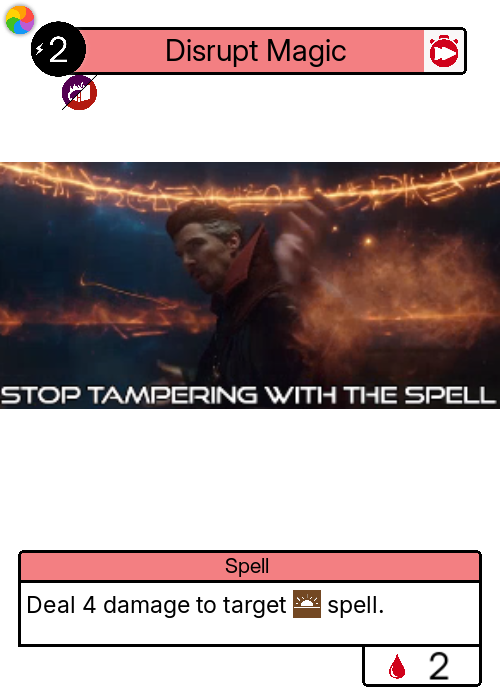 2
Disrupt Magic
STOP TAMPERING WITH THE SPELL
Spell
Deal 4 damage to target spell.
2